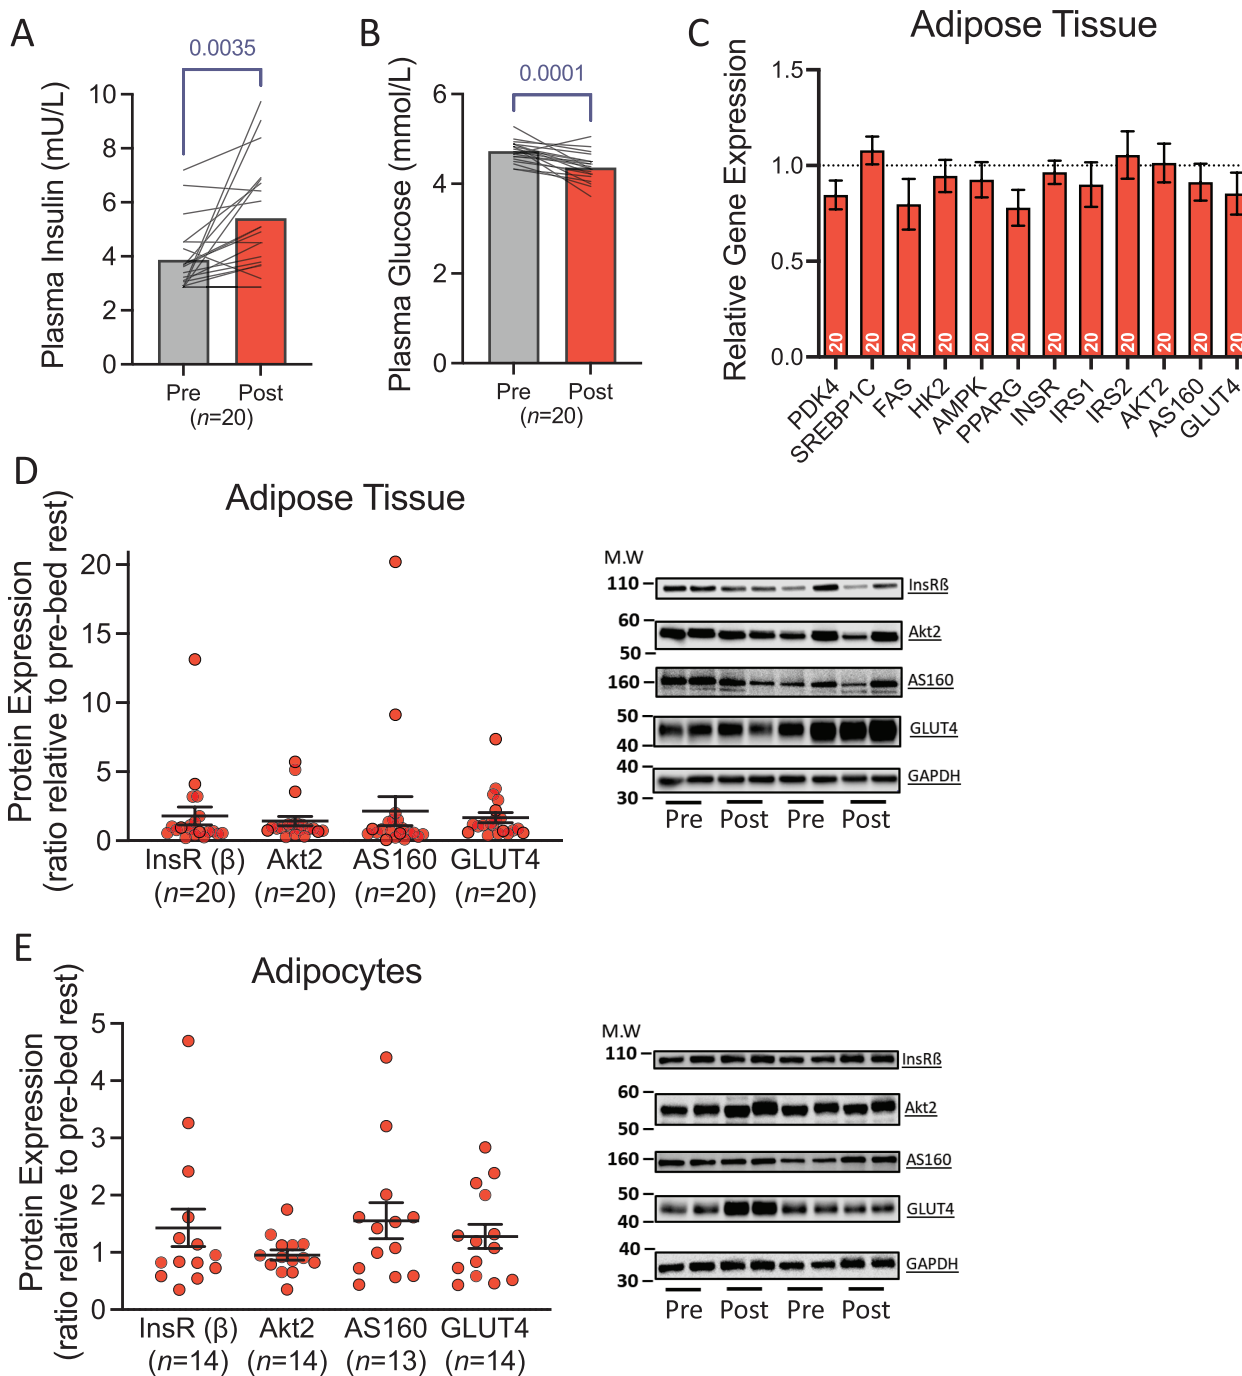 A
0.0035
Plasma Insulin (mU/L)
10
8
6
4
2
0
Pre
Post
(n=20)
B
0.0001
Plasma Glucose (mmol/L)
6
4
2
0
Pre
Post
(n=20)
C
Adipose Tissue
Relative Gene Expression
1.5
1.0
0.5
0.0
20 20 20 20 20 20 20 20 20 20 20 20
PDK4
SREBP1C
FAS
HK2
AMPK
PPARG
INSR
IRS1
IRS2
AKT2
AS160
GLUT4
D
Adipose Tissue
Protein Expression
(ratio relative to pre-bed rest)
20
15
10
5
0
InsR (β) Akt2 AS160 GLUT4
(n=20) (n=20) (n=20) (n=20)
M.W
110
InsRß
60
Akt2
50
160
AS160
50
GLUT4
40
40
GAPDH
30
Pre Post Pre Post
E
Adipocytes
Protein Expression
(ratio relative to pre-bed rest)
5
4
3
2
1
0
InsR (β) Akt2 AS160 GLUT4
(n=14) (n=14) (n=13) (n=14)
M.W
110
InsRß
60
Akt2
50
160
AS160
50
GLUT4
40
40
GAPDH
30
Pre Post Pre Post